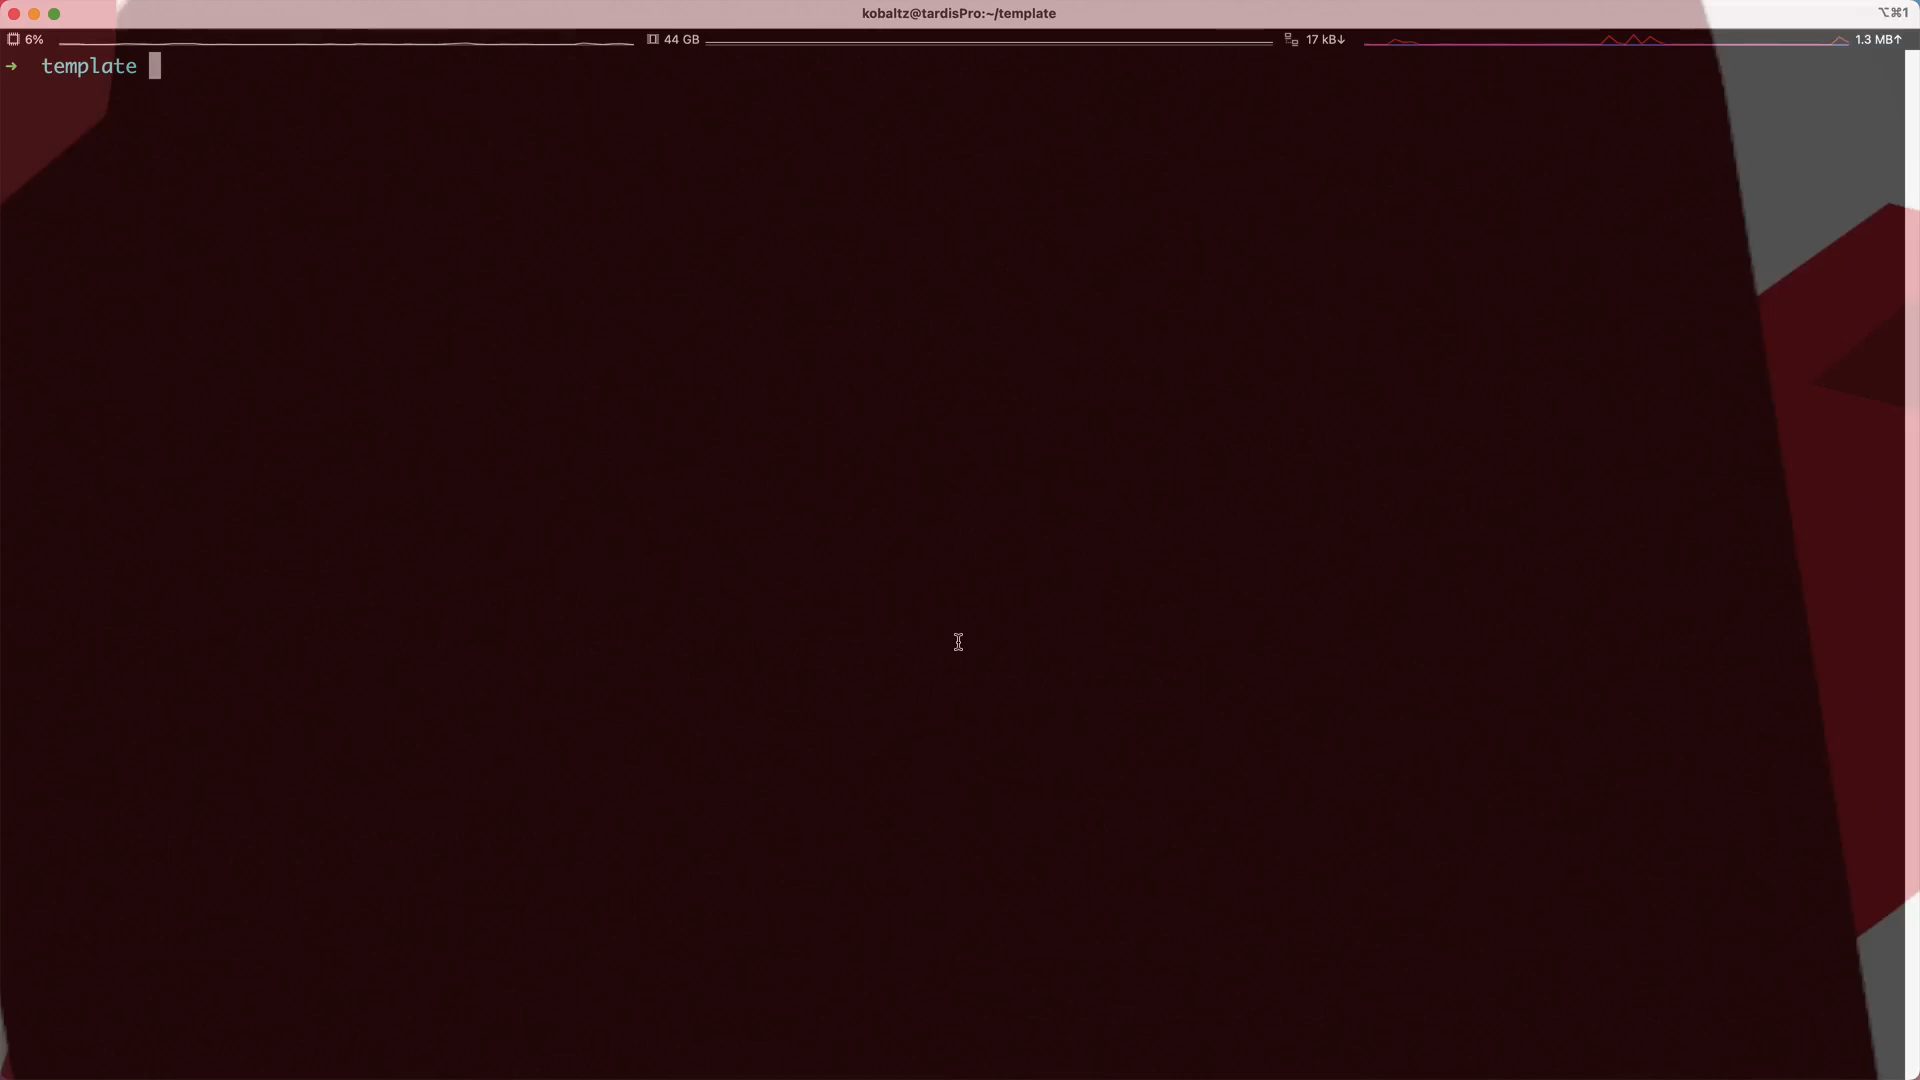 kobaltz@tardisPro:~/template
⌥⌘1
6%
44 GB
17 kB↓
1.3 MB↑
→ template